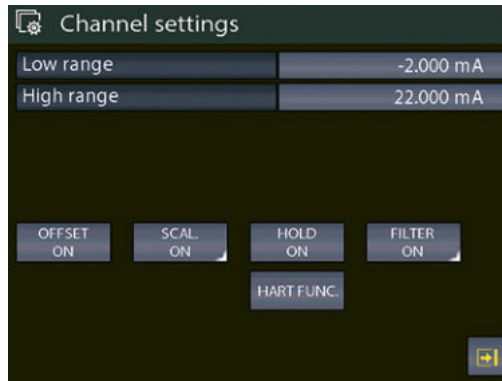 Channel settings
Low range -2.000 mA
High range 22.000 mA
OFFSET ON
SCAL. ON
HOLD ON
FILTER ON
HART FUNC.